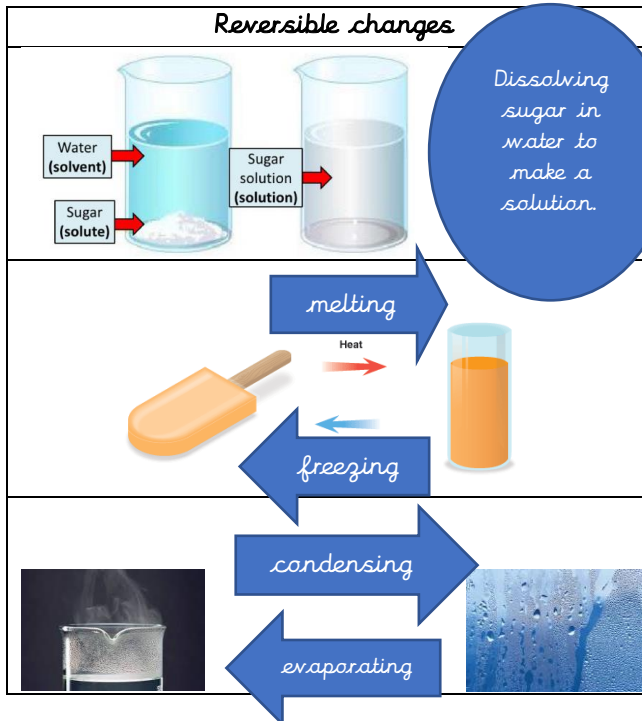 Reversible changes
Water
(solvent)
Sugar
(solute)
Sugar
solution
(solution)
Dissolving
sugar in
water to
make a
solution.
melting
Heat
freezing
condensing
evaporating